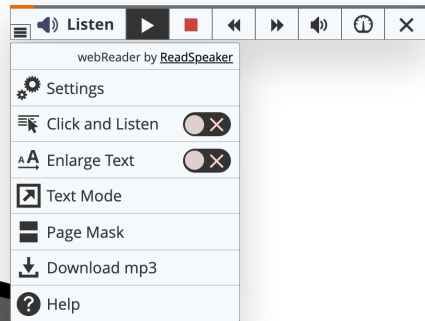 Listen
webReader by ReadSpeaker
Settings
Click and Listen
Enlarge Text
Text Mode
Page Mask
Download mp3
Help